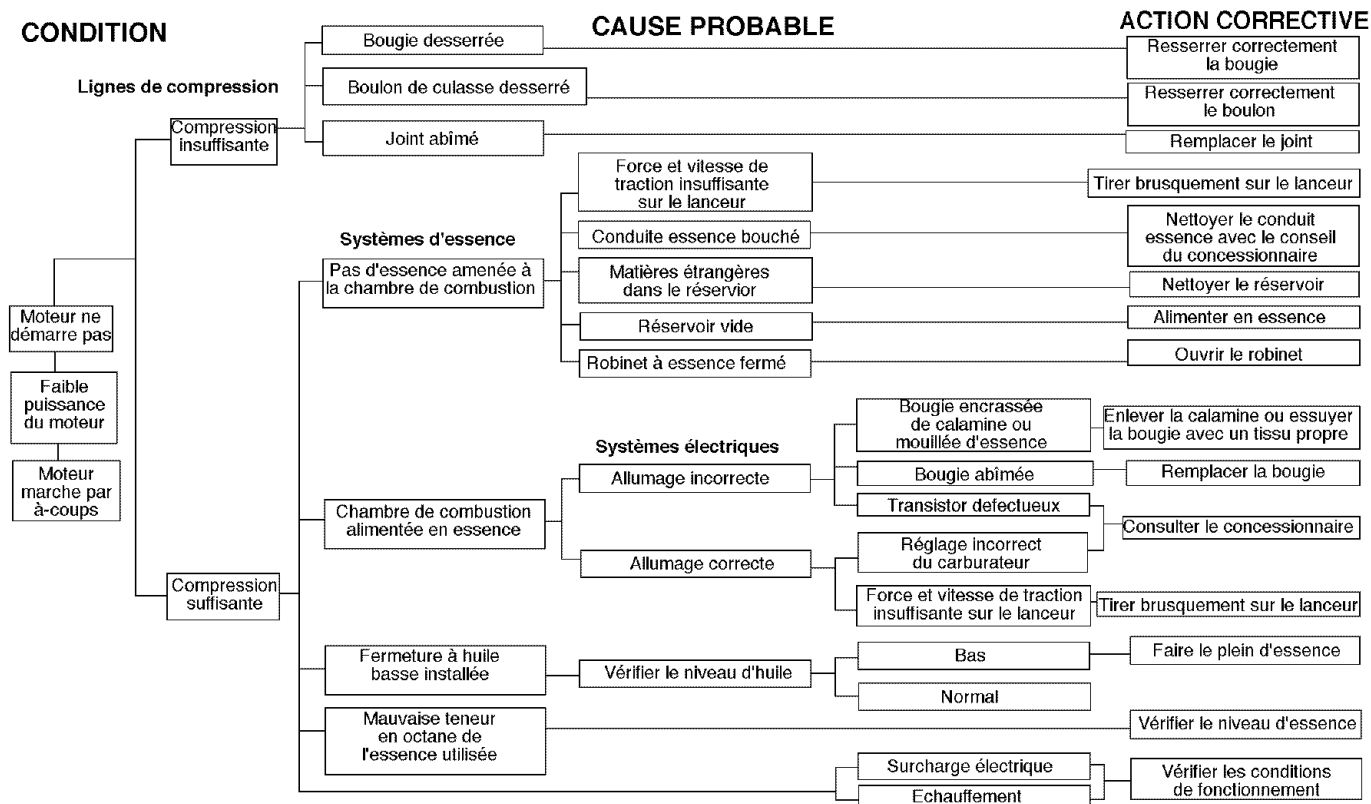 CONDITION
CAUSE PROBABLE
ACTION CORRECTIVE
Lignes de compression
Compression
insuffisante
Bougie desserrée
Resserrer correctement
la bougie
Boulon de culasse desserré
Resserrer correctement
le boulon
Joint abîmé
Remplacer le joint
Moteur ne
démarre pas
Faible
puissance
du moteur
Moteur
marche par
à-coups
Compression
suffisante
Systèmes d'essence
Pas d'essence amenée à
la chambre de combustion
Force et vitesse de
traction insuffisante
sur le lanceur
Tirer brusquement sur le lanceur
Conduite essence bouché
Nettoyer le conduit
essence avec le conseil
du concessionnaire
Matières étrangères
dans le réservior
Nettoyer le réservoir
Réservoir vide
Alimenter en essence
Robinet à essence fermé
Ouvrir le robinet
Chambre de combustion
alimentée en essence
Systèmes électriques
Allumage incorrecte
Bougie encrassée
de calamine ou
mouillée d'essence
Enlever la calamine ou essuyer
la bougie avec un tissu propre
Bougie abîmée
Remplacer la bougie
Transistor defectueux
Consulter le concessionnaire
Allumage correcte
Réglage incorrect
du carburateur
Force et vitesse de traction
insuffisante sur le lanceur
Tirer brusquement sur le lanceur
Fermeture à huile
basse installée
Vérifier le niveau d'huile
Bas
Faire le plein d'essence
Normal
Mauvaise teneur
en octane de
l'essence utilisée
Vérifier le niveau d'essence
Surcharge électrique
Echauffement
Vérifier les conditions
de fonctionnement